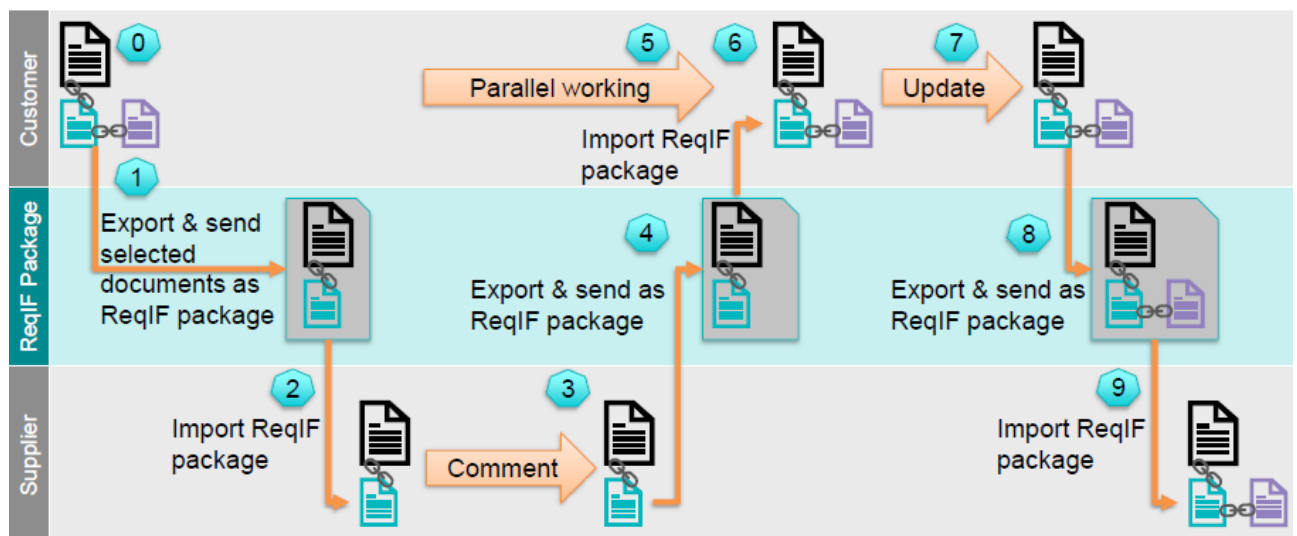 Customer
0
5
6
7
Parallel working
Update
Import ReqIF
package
1
ReqIF Package
Export & send
selected
documents as
ReqIF package
4
Export & send as
ReqIF package
8
Export & send as
ReqIF package
Supplier
2
Import ReqIF
package
3
Comment
9
Import ReqIF
package